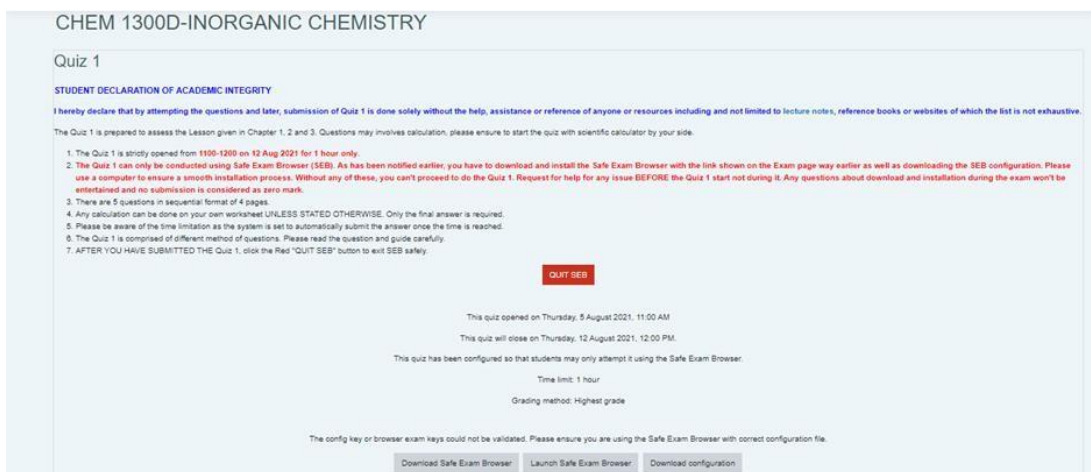 CHEM 1300D-INORGANIC CHEMISTRY
Quiz 1
STUDENT DECLARATION OF ACADEMIC INTEGRITY
I hereby declare that by attempting the questions and later, submission of Quiz 1 is done solely without the help, assistance or reference of anyone or resources including and not limited to lecture notes, reference books or websites of which the list is not exhaustive.
The Quiz 1 is prepared to assess the Lesson given in Chapter 1, 2 and 3. Questions may involves calculation, please ensure to start the quiz with scientific calculator by your side.
1. The Quiz 1 is strictly opened from 1100-1200 on 12 Aug 2021 for 1 hour only.
2. The Quiz 1 can only be conducted using Safe Exam Browser (SEB). As has been notified earlier, you have to download and install the Safe Exam Browser with the link shown on the Exam page way earlier as well as downloading the SEB configuration. Please
use a computer to ensure a smooth installation process. Without any of these, you can't proceed to do the Quiz 1. Request for help for any issue BEFORE the Quiz 1 start not during it. Any questions about download and installation during the exam won't be
entertained and no submission is considered as zero mark.
3. There are 5 questions in sequential format of 4 pages.
4. Any calculation can be done on your own worksheet UNLESS STATED OTHERWISE. Only the final answer is required.
5. Please be aware of the time limitation as the system is set to automatically submit the answer once the time is reached.
6. The Quiz 1 is comprised of different method of questions. Please read the question and guide carefully.
7. AFTER YOU HAVE SUBMITTED THE Quiz 1, click the Red "QUIT SEB" button to exit SEB safely.
QUIT SEB
This quiz opened on Thursday, 5 August 2021, 11:00 AM
This quiz will close on Thursday, 12 August 2021, 12:00 PM.
This quiz has been configured so that students may only attempt it using the Safe Exam Browser.
Time limit: 1 hour
Grading method: Highest grade
The config key or browser exam keys could not be validated. Please ensure you are using the Safe Exam Browser with correct configuration file.
Download Safe Exam Browser Launch Safe Exam Browser Download configuration